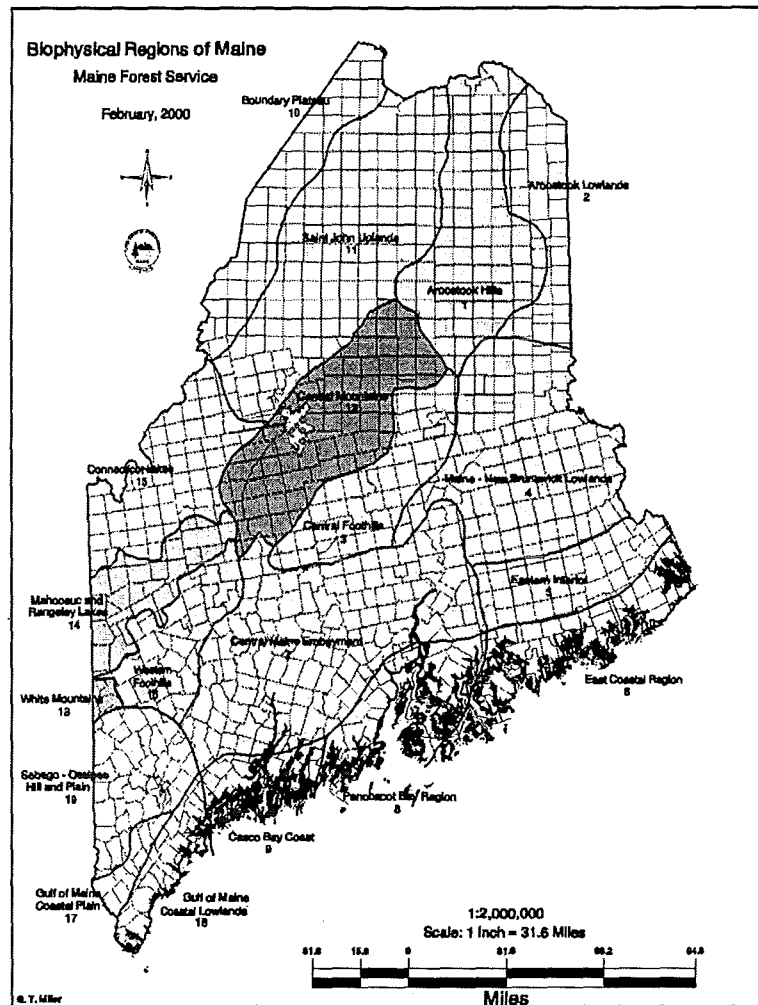 Biophysical Regions of Maine
Maine Forest Service
February, 2000
Boundary Plateau
10
Aroostook Lowlands
2
Saint John Uplands
11
Aroostook Hills
1
Central Mountains
12
Connecticut Lakes
Maine - New Brunswick Lowlands
4
Central Foothills
3
Eastern Interior
5
Mahoosuc and
Rangeley Lakes
14
Central Maine Embayment
Western
Foothills
East Coastal Region
6
White Mountains
Sebago - Ossipee
Hill and Plain
19
Penobscot Bay Region
8
Casco Bay Coast
9
Gulf of Maine
Coastal Plain
17
Gulf of Maine
Coastal Lowlands
1:2,000,000
Scale: 1 Inch = 31.6 Miles
0
Miles